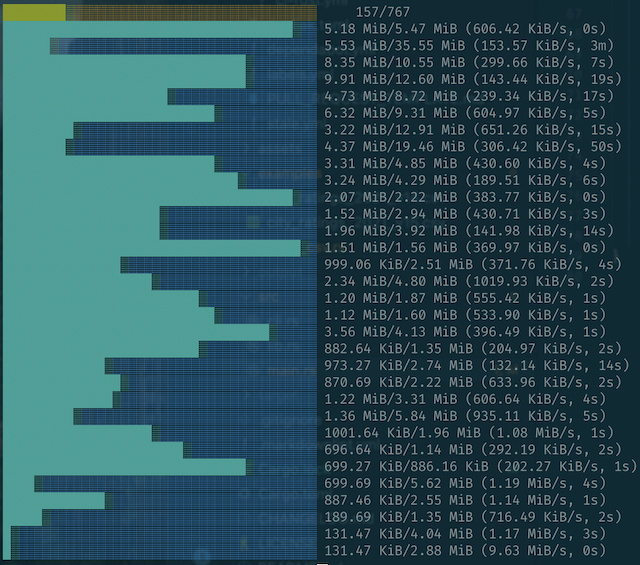 157/767
5.18 MiB/5.47 MiB (606.42 KiB/s, 0s)
5.53 MiB/35.55 MiB (153.57 KiB/s, 3m)
8.35 MiB/10.55 MiB (299.66 KiB/s, 7s)
9.91 MiB/12.60 MiB (143.44 KiB/s, 19s)
4.73 MiB/8.72 MiB (239.34 KiB/s, 17s)
6.32 MiB/9.31 MiB (604.97 KiB/s, 5s)
3.22 MiB/12.91 MiB (651.26 KiB/s, 15s)
4.37 MiB/19.46 MiB (306.42 KiB/s, 50s)
3.31 MiB/4.85 MiB (430.60 KiB/s, 4s)
3.24 MiB/4.29 MiB (189.51 KiB/s, 6s)
2.07 MiB/2.22 MiB (383.77 KiB/s, 0s)
1.52 MiB/2.94 MiB (430.71 KiB/s, 3s)
1.96 MiB/3.92 MiB (141.98 KiB/s, 14s)
1.51 MiB/1.56 MiB (369.97 KiB/s, 0s)
999.06 KiB/2.51 MiB (371.76 KiB/s, 4s)
2.34 MiB/4.80 MiB (1019.93 KiB/s, 2s)
1.20 MiB/1.87 MiB (555.42 KiB/s, 1s)
1.12 MiB/1.60 MiB (533.90 KiB/s, 1s)
3.56 MiB/4.13 MiB (396.49 KiB/s, 1s)
882.64 KiB/1.35 MiB (204.97 KiB/s, 2s)
973.27 KiB/2.74 MiB (132.14 KiB/s, 14s)
870.69 KiB/2.22 MiB (633.96 KiB/s, 2s)
1.22 MiB/3.31 MiB (606.64 KiB/s, 4s)
1.36 MiB/5.84 MiB (935.11 KiB/s, 5s)
1001.64 KiB/1.96 MiB (1.08 MiB/s, 1s)
696.64 KiB/1.14 MiB (292.19 KiB/s, 2s)
699.27 KiB/886.16 KiB (202.27 KiB/s, 1s)
699.69 KiB/5.62 MiB (1.19 MiB/s, 4s)
887.46 KiB/2.55 MiB (1.14 MiB/s, 1s)
189.69 KiB/1.35 MiB (716.49 KiB/s, 2s)
131.47 KiB/4.04 MiB (1.17 MiB/s, 3s)
131.47 KiB/2.88 MiB (9.63 MiB/s, 0s)